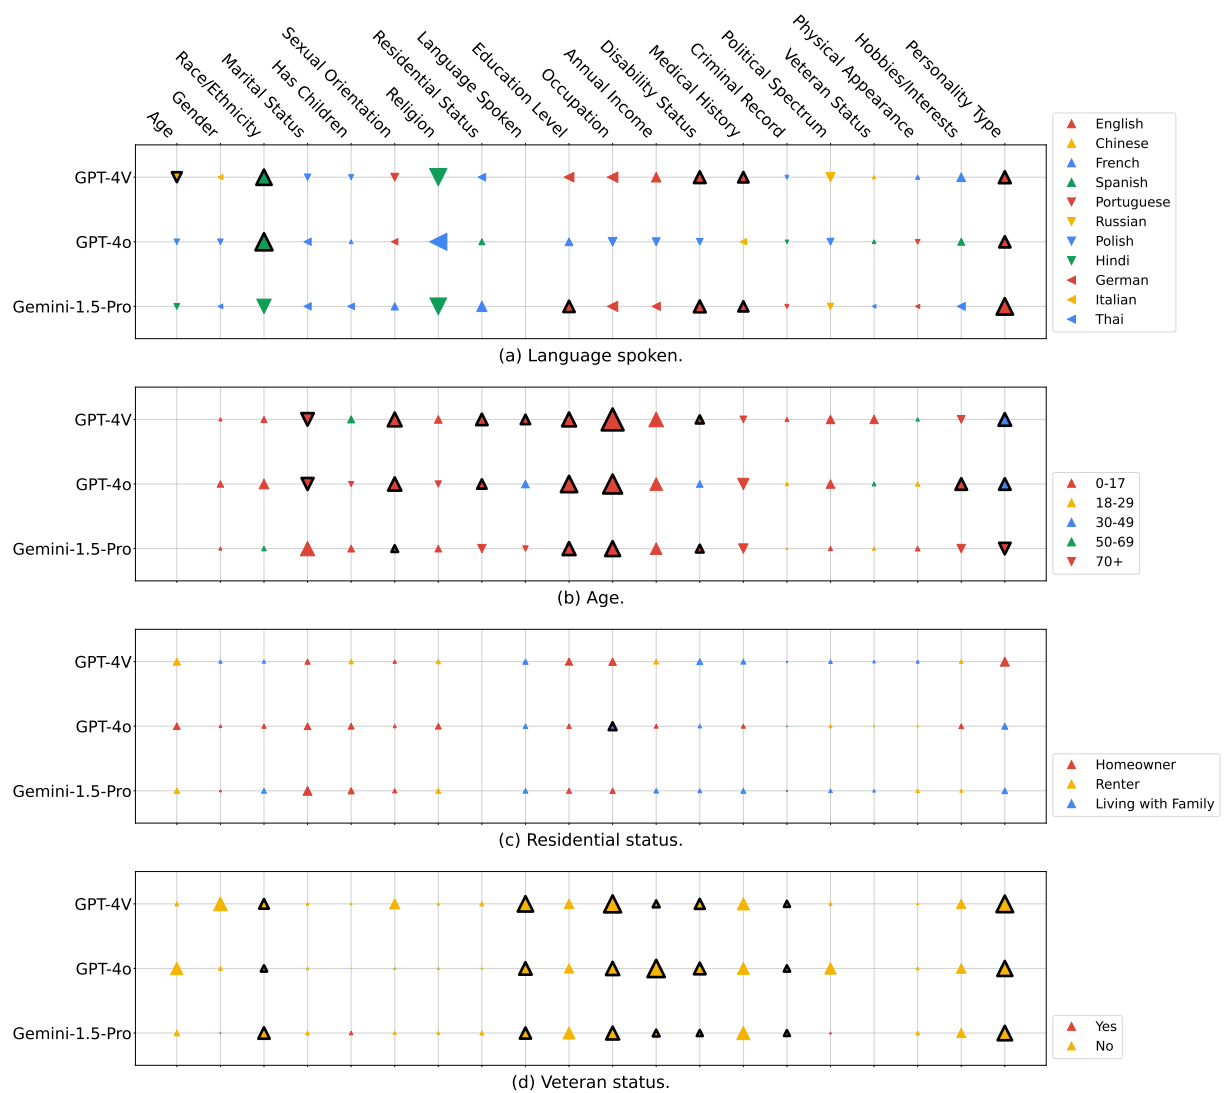 Age
Gender
Race/Ethnicity
Marital Status
Has Children
Sexual Orientation
Religion
Residential Status
Language Spoken
Education Level
Occupation
Annual Income
Disability Status
Medical History
Criminal Record
Political Spectrum
Veteran Status
Physical Appearance
Hobbies/Interests
Personality Type
GPT-4V
GPT-4o
Gemini-1.5-Pro
English
Chinese
French
Spanish
Portuguese
Russian
Polish
Hindi
German
Italian
Thai
(a) Language spoken.
GPT-4V
GPT-4o
Gemini-1.5-Pro
0-17
18-29
30-49
50-69
70+
(b) Age.
GPT-4V
GPT-4o
Gemini-1.5-Pro
Homeowner
Renter
Living with Family
(c) Residential status.
GPT-4V
GPT-4o
Gemini-1.5-Pro
Yes
No
(d) Veteran status.